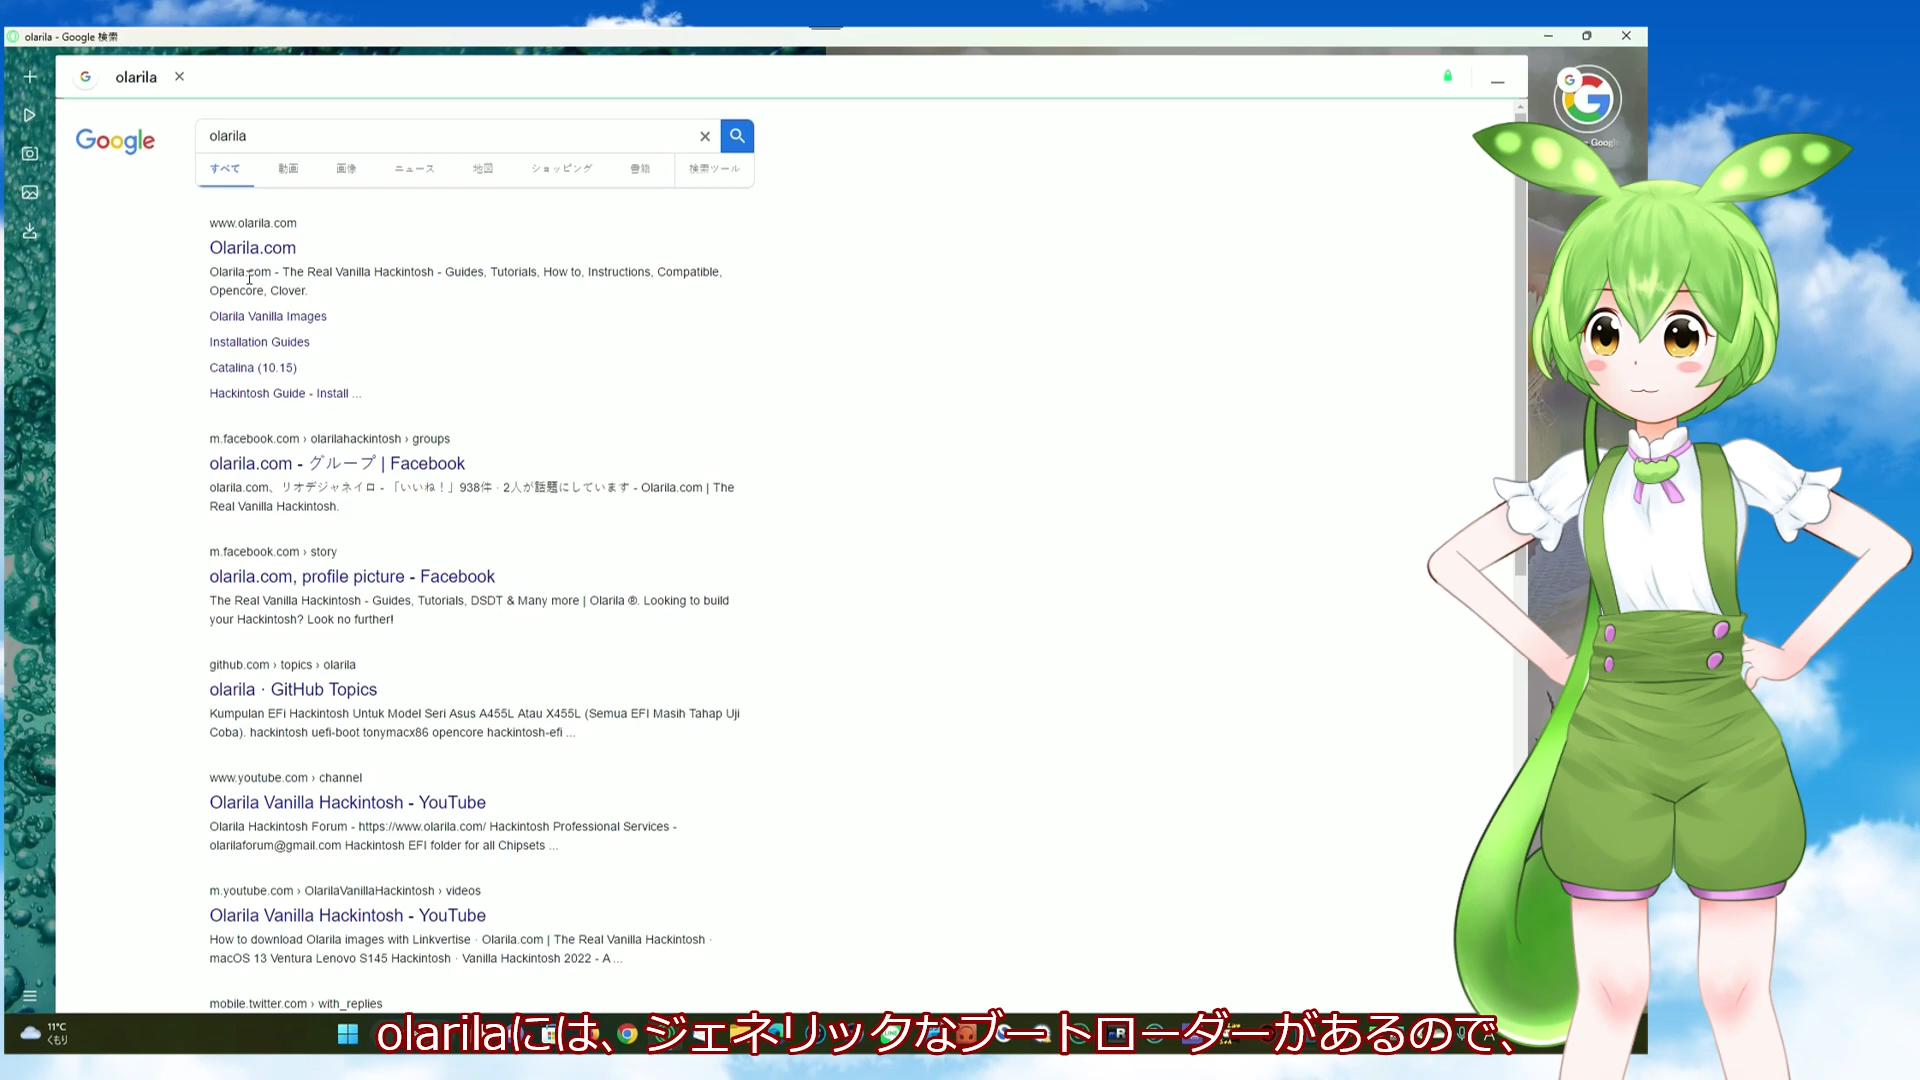 olarila - Google 検索
olarila
Google
olarila
すべて 動画 画像 ニュース 地図 ショッピング 書籍 検索ツール
www.olarila.com
Olarila.com
Olarila.com - The Real Vanilla Hackintosh - Guides, Tutorials, How to, Instructions, Compatible,
Opencore, Clover.
Olarila Vanilla Images
Installation Guides
Catalina (10.15)
Hackintosh Guide - Install ...
m.facebook.com › olarilahackintosh › groups
olarila.com - グループ | Facebook
olarila.com、リオデジャネイロ - 「いいね！」938件 · 2人が話題にしています - Olarila.com | The
Real Vanilla Hackintosh.
m.facebook.com › story
olarila.com, profile picture - Facebook
The Real Vanilla Hackintosh - Guides, Tutorials, DSDT & Many more | Olarila ®. Looking to build
your Hackintosh? Look no further!
github.com › topics › olarila
olarila · GitHub Topics
Kumpulan EFi Hackintosh Untuk Model Seri Asus A455L Atau X455L (Semua EFI Masih Tahap Uji
Coba). hackintosh uefi-boot tonymacx86 opencore hackintosh-efi ...
www.youtube.com › channel
Olarila Vanilla Hackintosh - YouTube
Olarila Hackintosh Forum - https://www.olarila.com/ Hackintosh Professional Services -
olarilaforum@gmail.com Hackintosh EFI folder for all Chipsets ...
m.youtube.com › OlarilaVanillaHackintosh › videos
Olarila Vanilla Hackintosh - YouTube
How to download Olarila images with Linkvertise · Olarila.com | The Real Vanilla Hackintosh ·
macOS 13 Ventura Lenovo S145 Hackintosh · Vanilla Hackintosh 2022 - A ...
mobile.twitter.com › with_replies
11°C
くもり
olarilaには、ジェネリックなブートローダーがあるので、